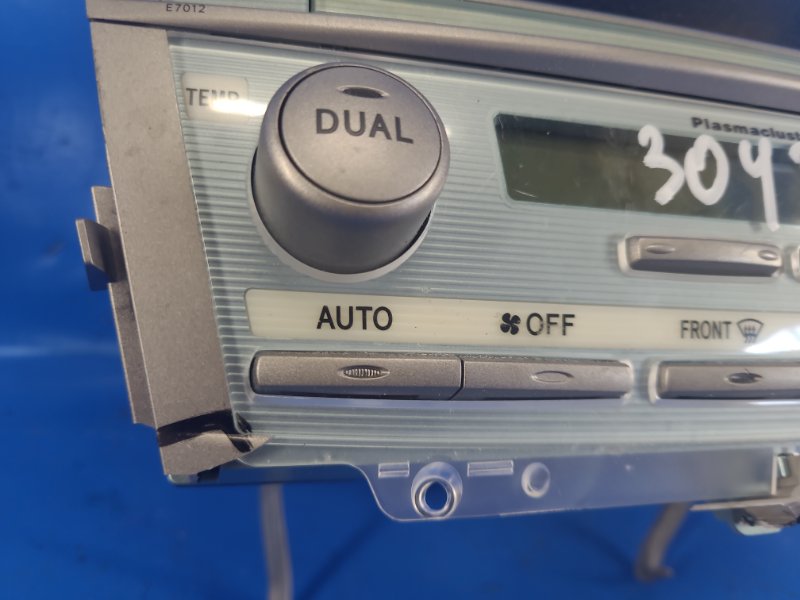 E7012
TEMP
DUAL
Plasmaclust
304
AUTO
OFF
FRONT